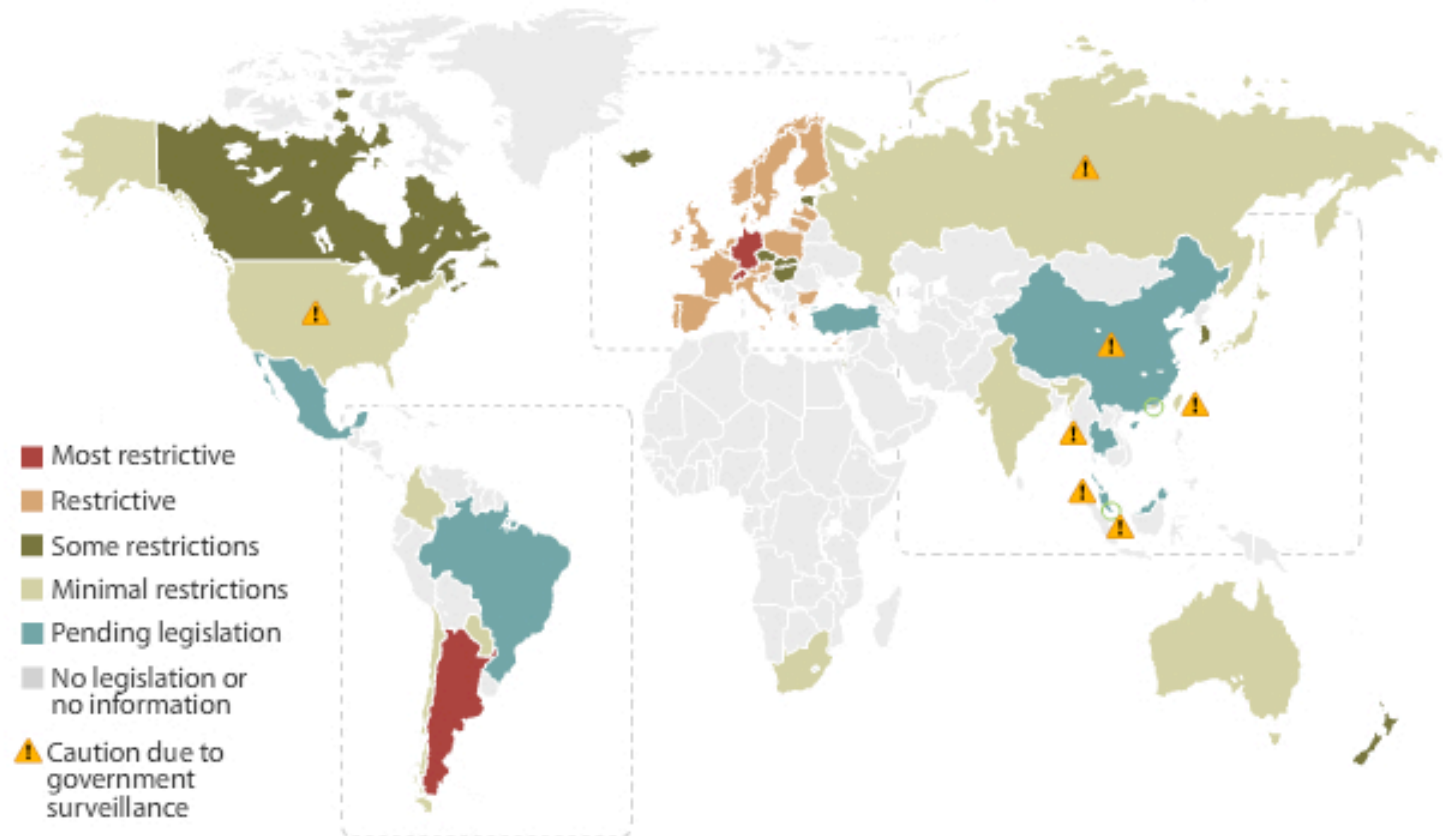 Most restrictive
Restrictive
Some restrictions
Minimal restrictions
Pending legislation
No legislation or
no information
Caution due to
government
surveillance